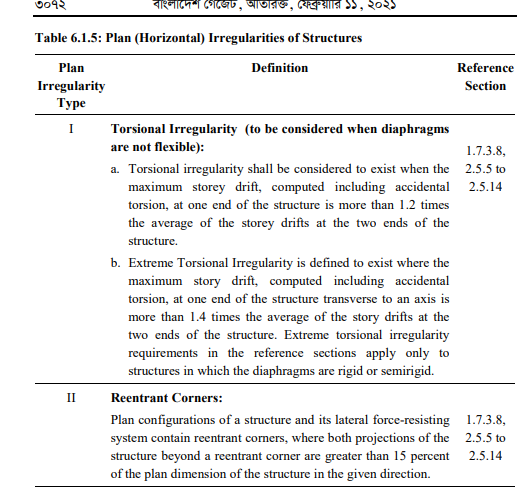 ৩০৭২ বাংলাদেশ গেজেট, অতিরিক্ত, ফেব্রুয়ারি ১১, ২০২১
Table 6.1.5: Plan (Horizontal) Irregularities of Structures
Plan Irregularity Type
Definition
Reference Section
I
Torsional Irregularity (to be considered when diaphragms
are not flexible):
a. Torsional irregularity shall be considered to exist when the
maximum storey drift, computed including accidental
torsion, at one end of the structure is more than 1.2 times
the average of the storey drifts at the two ends of the
structure.
b. Extreme Torsional Irregularity is defined to exist where the
maximum story drift, computed including accidental
torsion, at one end of the structure transverse to an axis is
more than 1.4 times the average of the story drifts at the
two ends of the structure. Extreme torsional irregularity
requirements in the reference sections apply only to
structures in which the diaphragms are rigid or semirigid.
1.7.3.8,
2.5.5 to
2.5.14
II
Reentrant Corners:
Plan configurations of a structure and its lateral force-resisting
system contain reentrant corners, where both projections of the
structure beyond a reentrant corner are greater than 15 percent
of the plan dimension of the structure in the given direction.
1.7.3.8,
2.5.5 to
2.5.14